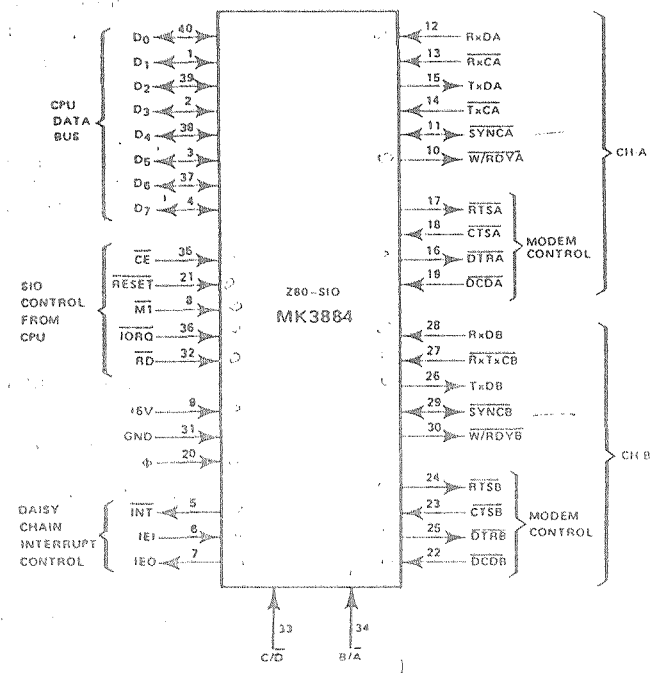 D0 40
D1 1
D2 39
D3 2
D4 38
D5 3
D6 37
D7 4
CPU
DATA
BUS
CE 35
RESET 21
M1 8
IORQ 36
RD 32
SIO
CONTROL
FROM
CPU
+5V 9
GND 31
Φ 20
INT 5
IEI 6
IEO 7
DAISY
CHAIN
INTERRUPT
CONTROL
Z80-SIO
MK3884
12 RxDA
13 RxCA
15 TxDA
14 TxCA
11 SYNCA
10 W/RDYA
17 RTSA
18 CTSA
16 DTRA
19 DCDA
MODEM
CONTROL
CH A
28 RxDB
27 RxTxCB
26 TxDB
29 SYNCB
30 W/RDYB
24 RTSB
23 CTSB
25 DTRB
22 DCDB
MODEM
CONTROL
CH B
33 34
C/D B/A